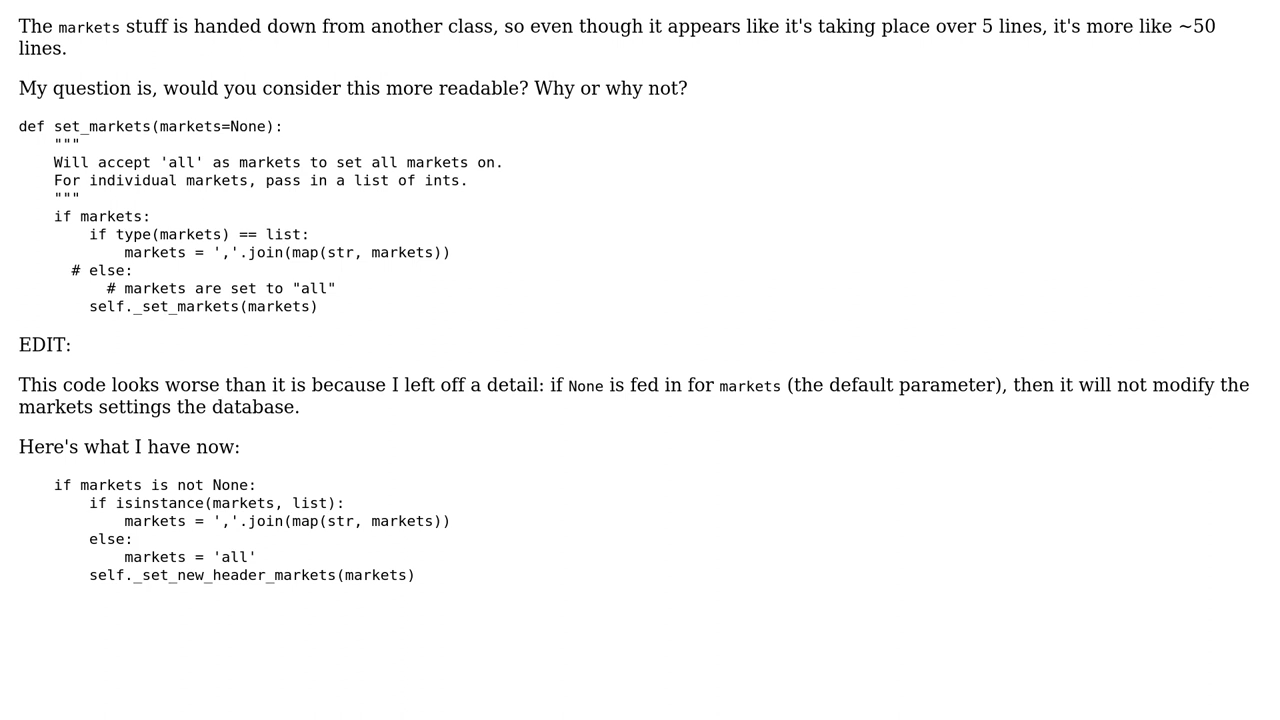 The markets stuff is handed down from another class, so even though it appears like it's taking place over 5 lines, it's more like ~50
lines.
My question is, would you consider this more readable? Why or why not?
def set_markets(markets=None):
    """
    Will accept 'all' as markets to set all markets on.
    For individual markets, pass in a list of ints.
    """
    if markets:
        if type(markets) == list:
            markets = ','.join(map(str, markets))
      # else:
          # markets are set to "all"
        self._set_markets(markets)
EDIT:
This code looks worse than it is because I left off a detail: if None is fed in for markets (the default parameter), then it will not modify the
markets settings the database.
Here's what I have now:
    if markets is not None:
        if isinstance(markets, list):
            markets = ','.join(map(str, markets))
        else:
            markets = 'all'
        self._set_new_header_markets(markets)